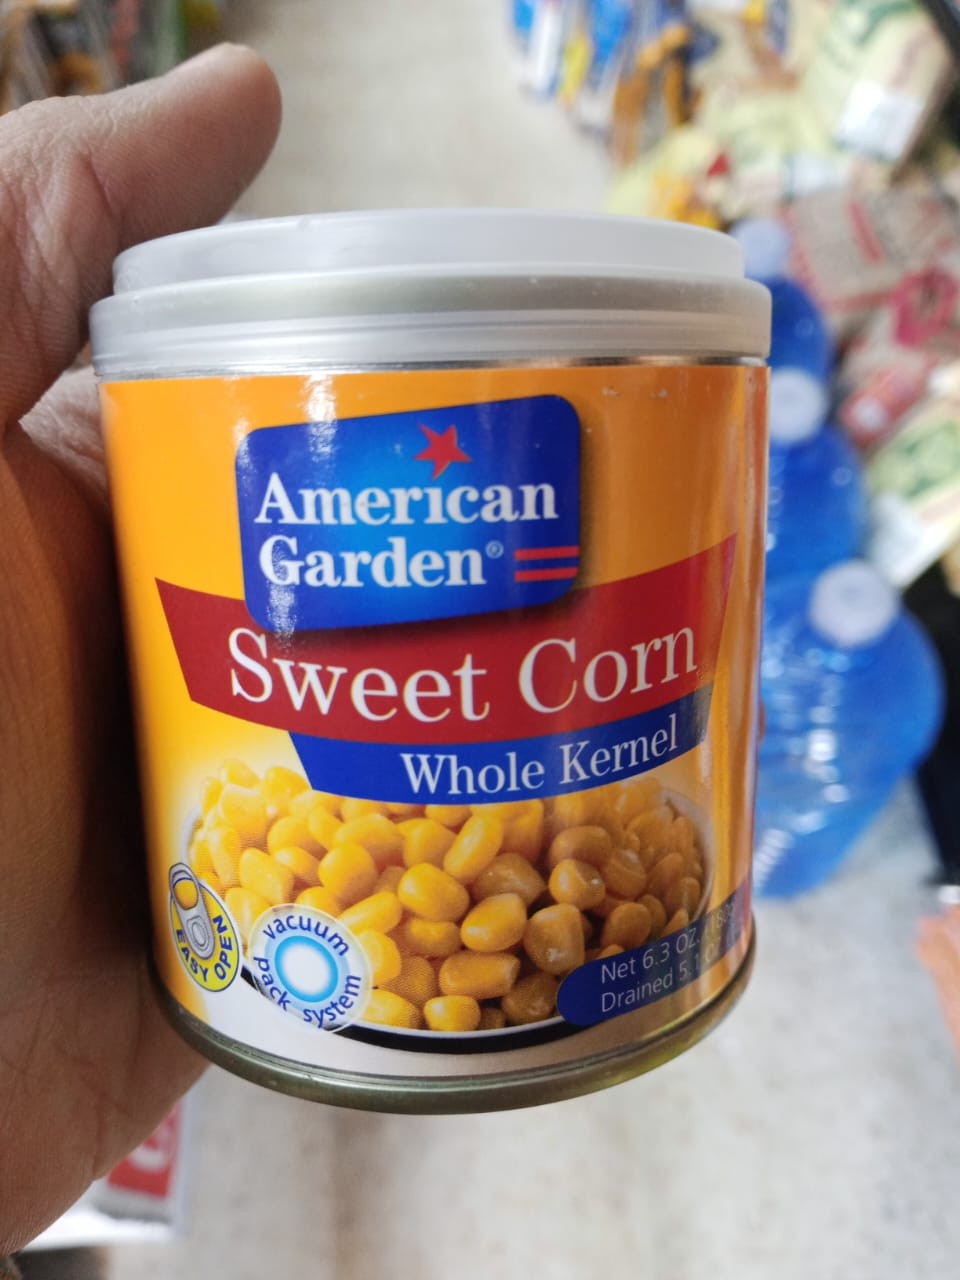 American
Garden®
Sweet Corn
Whole Kernel
EASY OPEN
vacuum
pack system
Net 6.3 OZ.
Drained